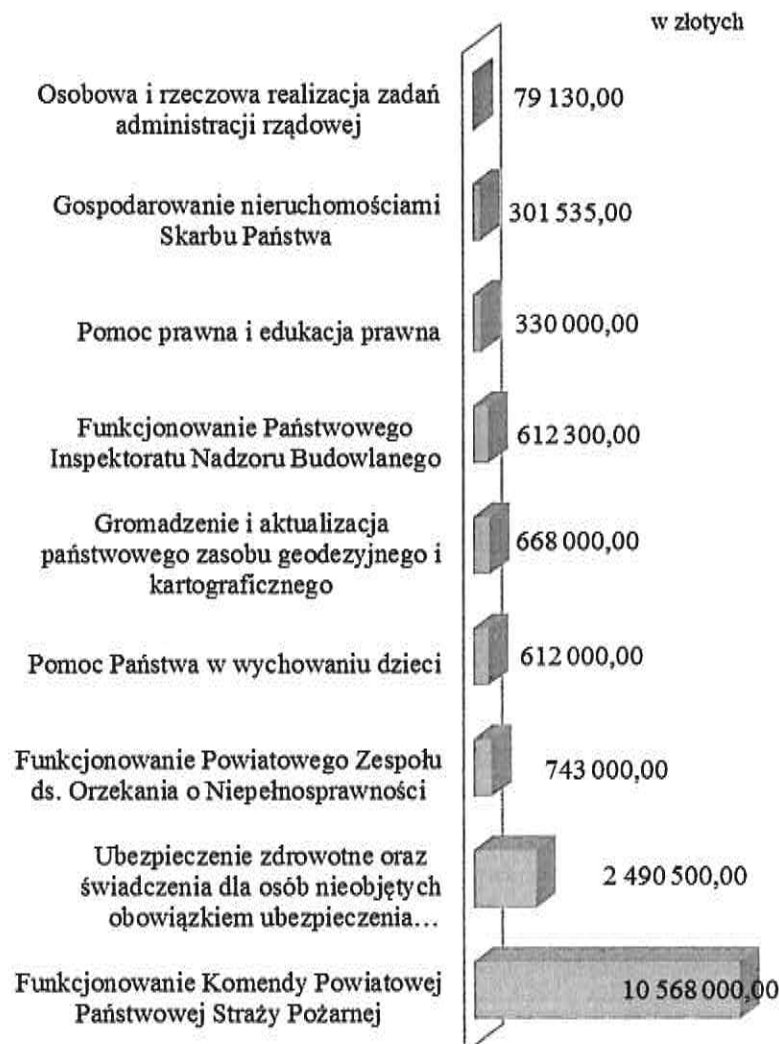 w złotych
Osobowa i rzeczowa realizacja zadań
administracji rządowej
79 130,00
Gospodarowanie nieruchomościami
Skarbu Państwa
301 535,00
Pomoc prawna i edukacja prawna
330 000,00
Funkcjonowanie Państwowego
Inspektoratu Nadzoru Budowlanego
612 300,00
Gromadzenie i aktualizacja
państwowego zasobu geodezyjnego i
kartograficznego
668 000,00
Pomoc Państwa w wychowaniu dzieci
612 000,00
Funkcjonowanie Powiatowego Zespołu
ds. Orzekania o Niepełnosprawności
743 000,00
Ubezpieczenie zdrowotne oraz
świadczenia dla osób nieobjętych
obowiązkiem ubezpieczenia…
2 490 500,00
Funkcjonowanie Komendy Powiatowej
Państwowej Straży Pożarnej
10 568 000,00